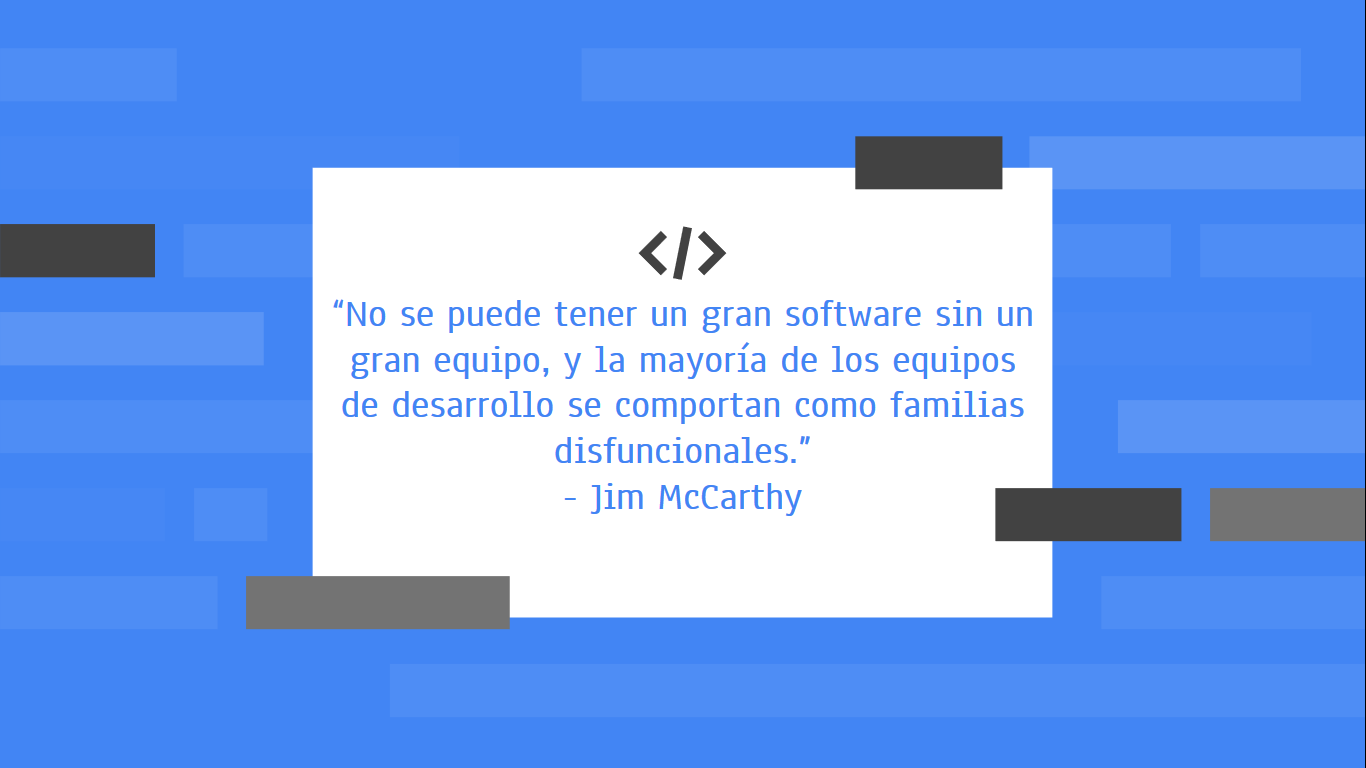 </>
“No se puede tener un gran software sin un
gran equipo, y la mayoría de los equipos
de desarrollo se comportan como familias
disfuncionales.”
- Jim McCarthy